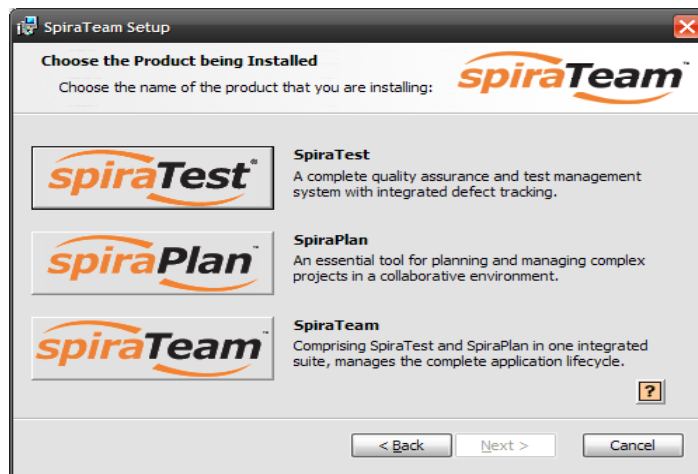 SpiraTeam Setup
Choose the Product being Installed
Choose the name of the product that you are installing:
spiraTeam™
spiraTest®
SpiraTest
A complete quality assurance and test management
system with integrated defect tracking.
spiraPlan™
SpiraPlan
An essential tool for planning and managing complex
projects in a collaborative environment.
spiraTeam™
SpiraTeam
Comprising SpiraTest and SpiraPlan in one integrated
suite, manages the complete application lifecycle.
?
< Back
Next >
Cancel